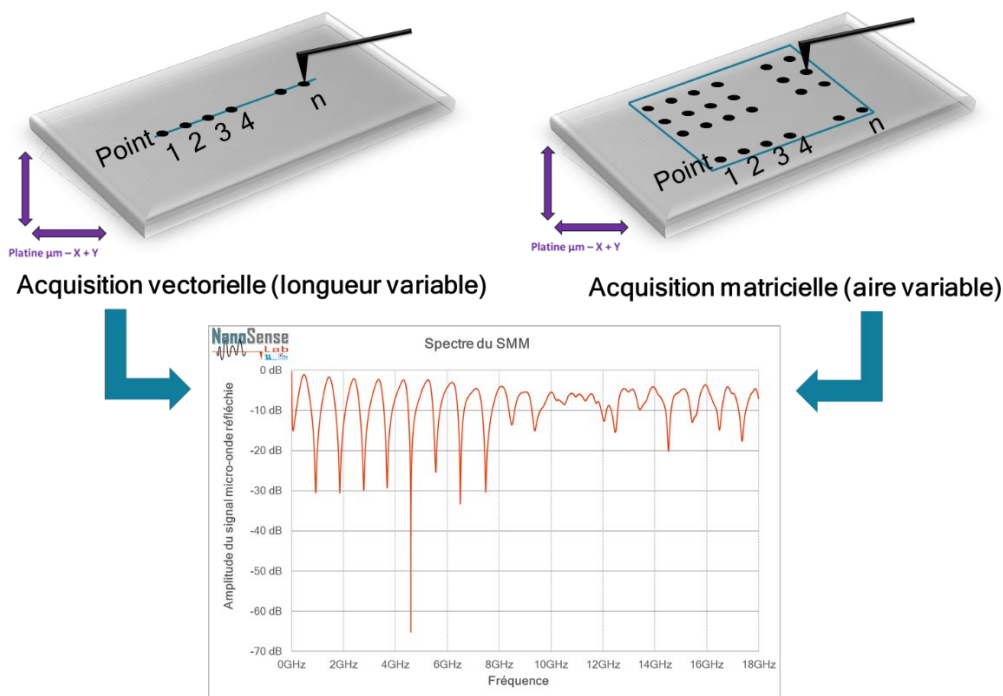 Point
1
2
3
4
n
Platine µm – X + Y
Acquisition vectorielle (longueur variable)
Point
1
2
3
4
n
Platine µm – X + Y
Acquisition matricielle (aire variable)
NanoSense
Lab
Spectre du SMM
Amplitude du signal micro-onde réfléchie
0 dB
-10 dB
-20 dB
-30 dB
-40 dB
-50 dB
-60 dB
-70 dB
0GHz 2GHz 4GHz 6GHz 8GHz 10GHz 12GHz 14GHz 16GHz 18GHz
Fréquence